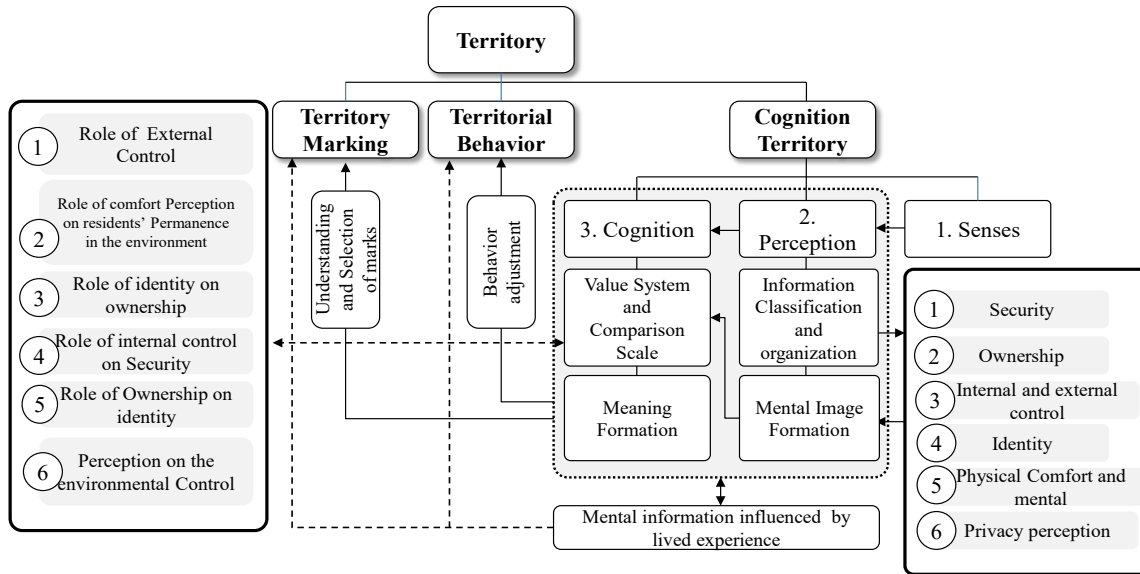 Territory
Territory
Marking
Territorial
Behavior
Cognition
Territory
1
Role of External
Control
2
Role of comfort Perception
on residents' Permanence
in the environment
3
Role of identity on
ownership
4
Role of internal control
on Security
5
Role of Ownership on
identity
6
Perception on the
environmental Control
Understanding
and Selection
of marks
Behavior
adjustment
3. Cognition
2.
Perception
1. Senses
Value System
and
Comparison
Scale
Information
Classification
and
organization
Meaning
Formation
Mental Image
Formation
Mental information influenced by
lived experience
1
Security
2
Ownership
3
Internal and external
control
4
Identity
5
Physical Comfort and
mental
6
Privacy perception